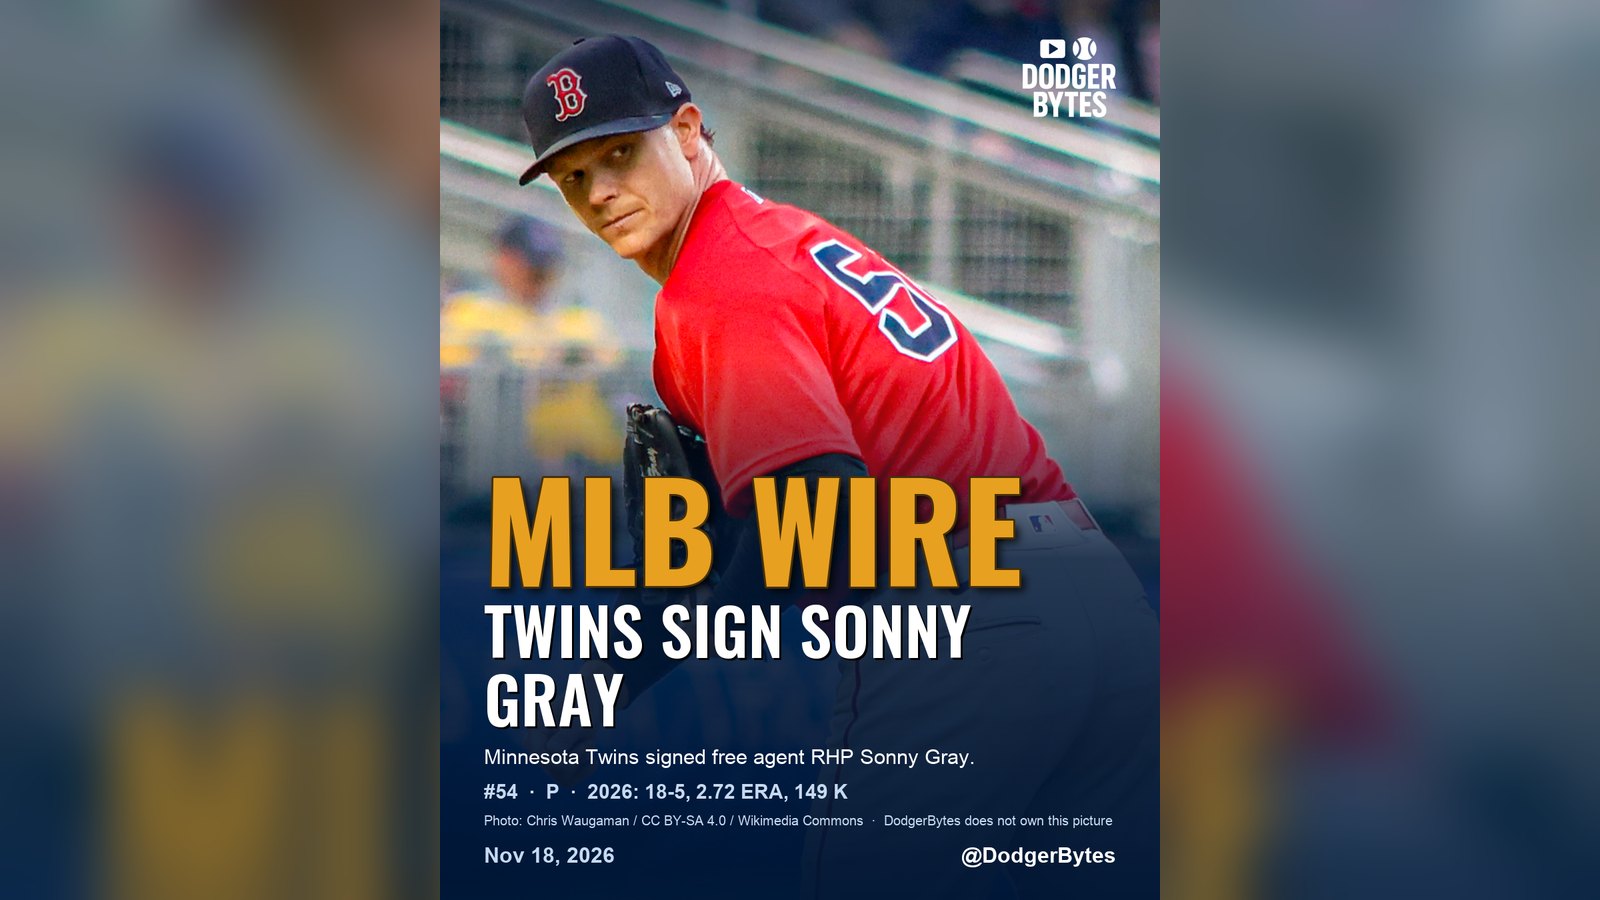 B
DODGER
BYTES
5
MLB WIRE
TWINS SIGN SONNY
GRAY
Minnesota Twins signed free agent RHP Sonny Gray.
#54 · P · 2026: 18-5, 2.72 ERA, 149 K
Photo: Chris Waugaman / CC BY-SA 4.0 / Wikimedia Commons · DodgerBytes does not own this picture
Nov 18, 2026
@DodgerBytes